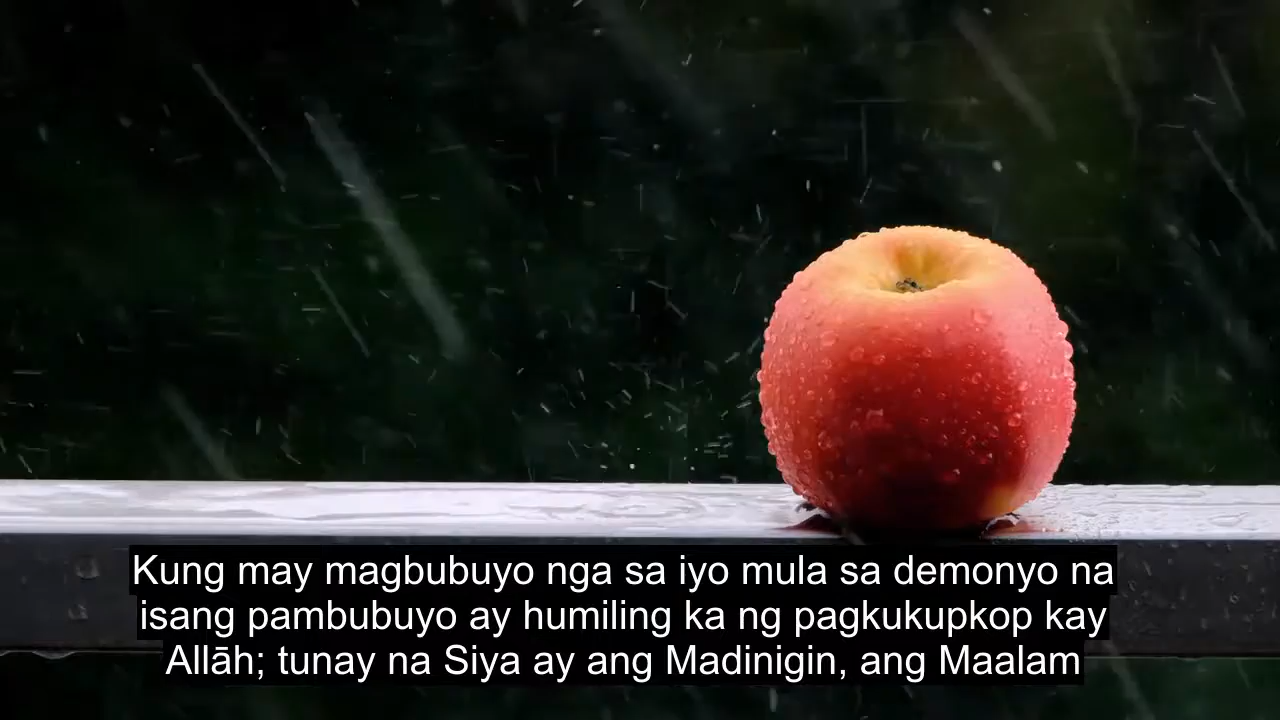 Kung may magbubuyo nga sa iyo mula sa demonyo na
isang pambubuyo ay humiling ka ng pagkukupkop kay
Allāh; tunay na Siya ay ang Madinigin, ang Maalam